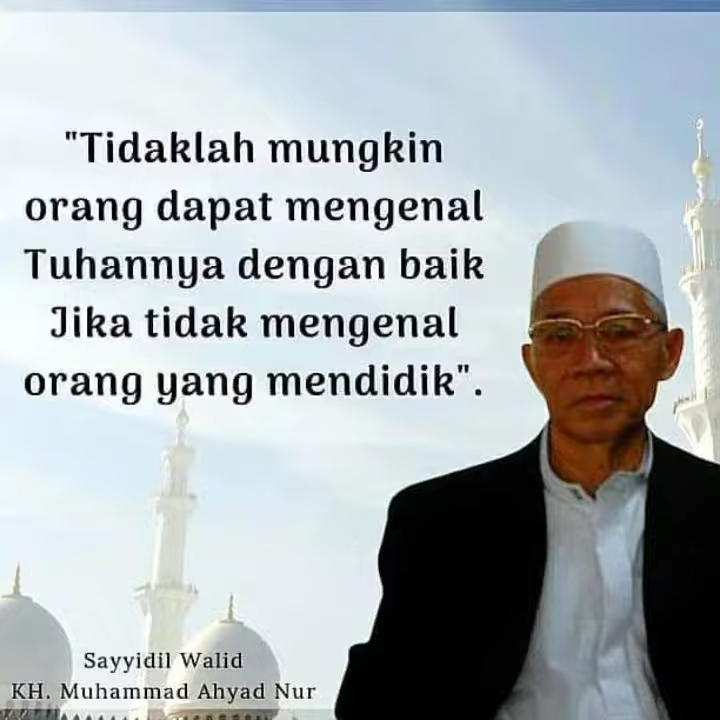 "Tidaklah mungkin
orang dapat mengenal
Tuhannya dengan baik
Jika tidak mengenal
orang yang mendidik".
Sayyidil Walid
KH. Muhammad Ahyad Nur